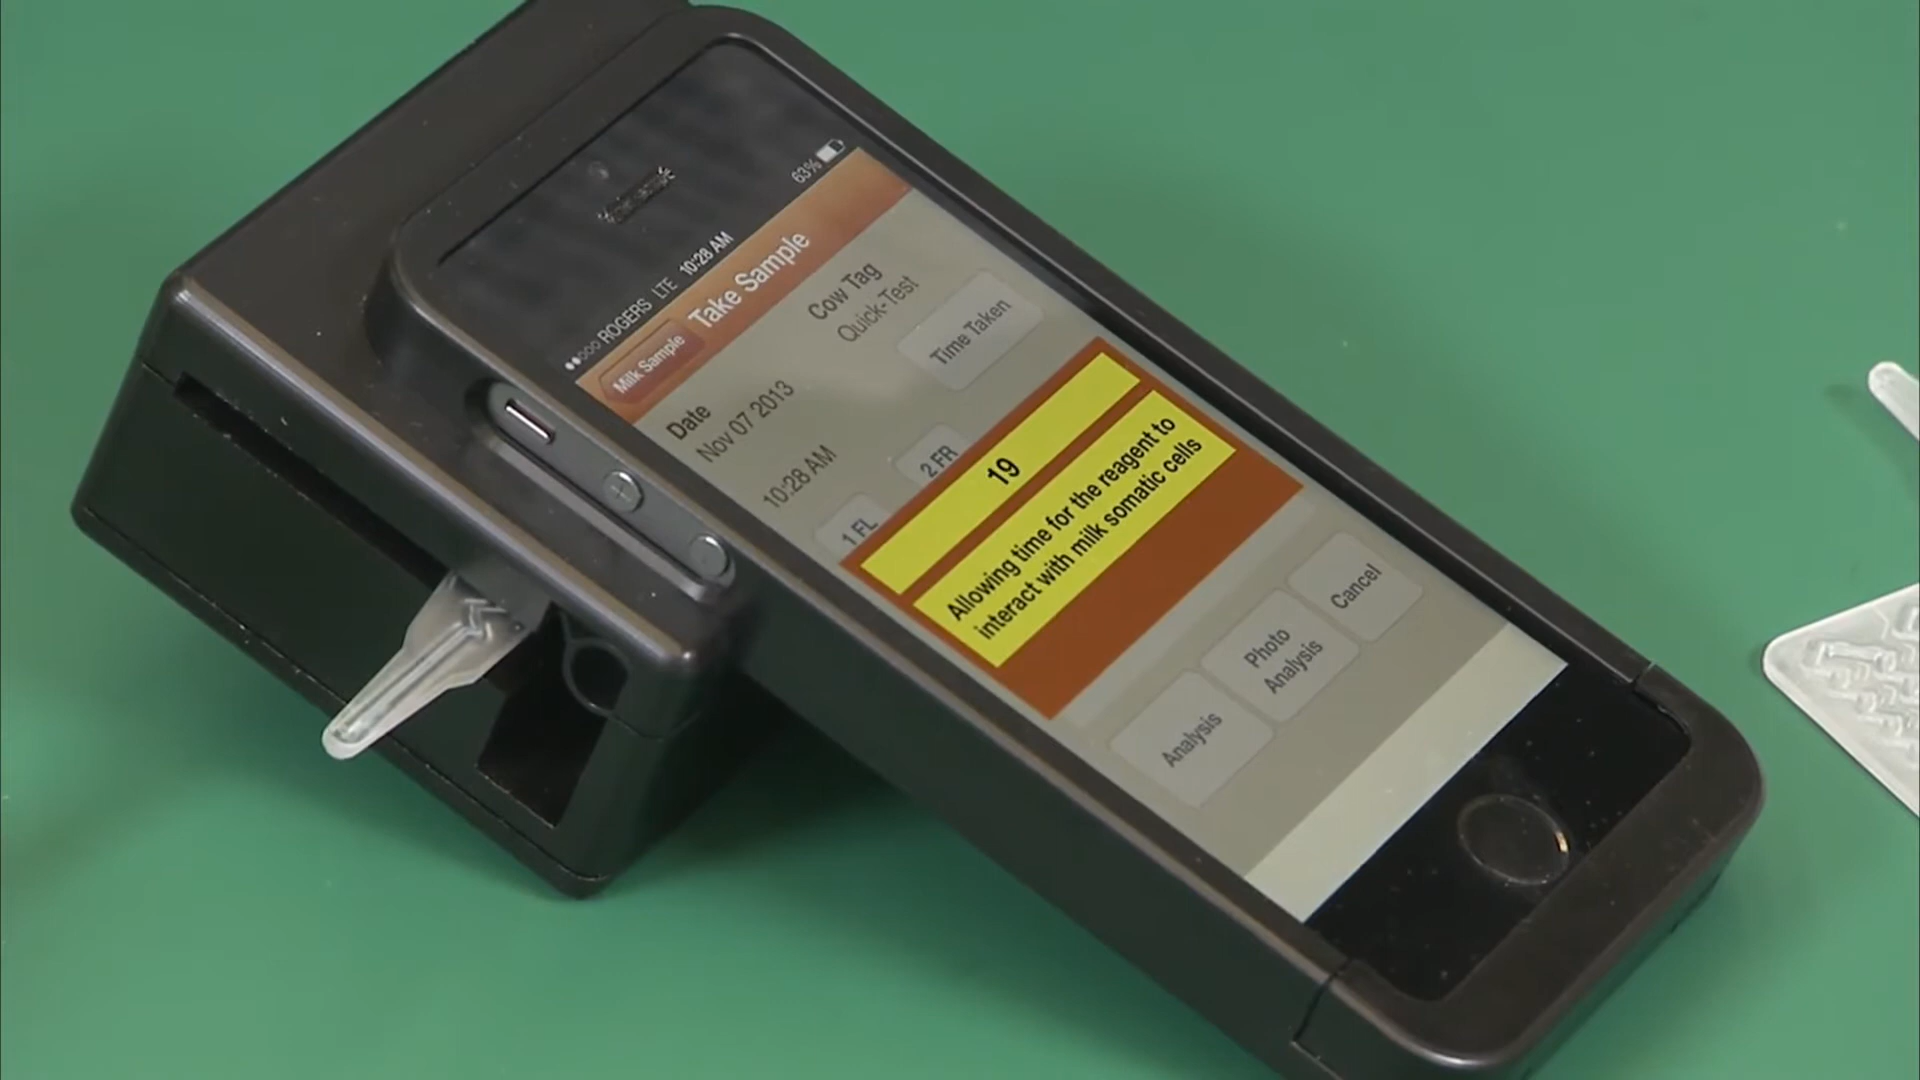 ROGERS LTE 10:28 AM 63%
Milk Sample Take Sample
Date
Nov 07 2013
Cow Tag
Quick-Test
10:28 AM
Time Taken
1 FL 2 FR
19
Allowing time for the reagent to
interact with milk somatic cells
Analysis
Photo
Analysis
Cancel